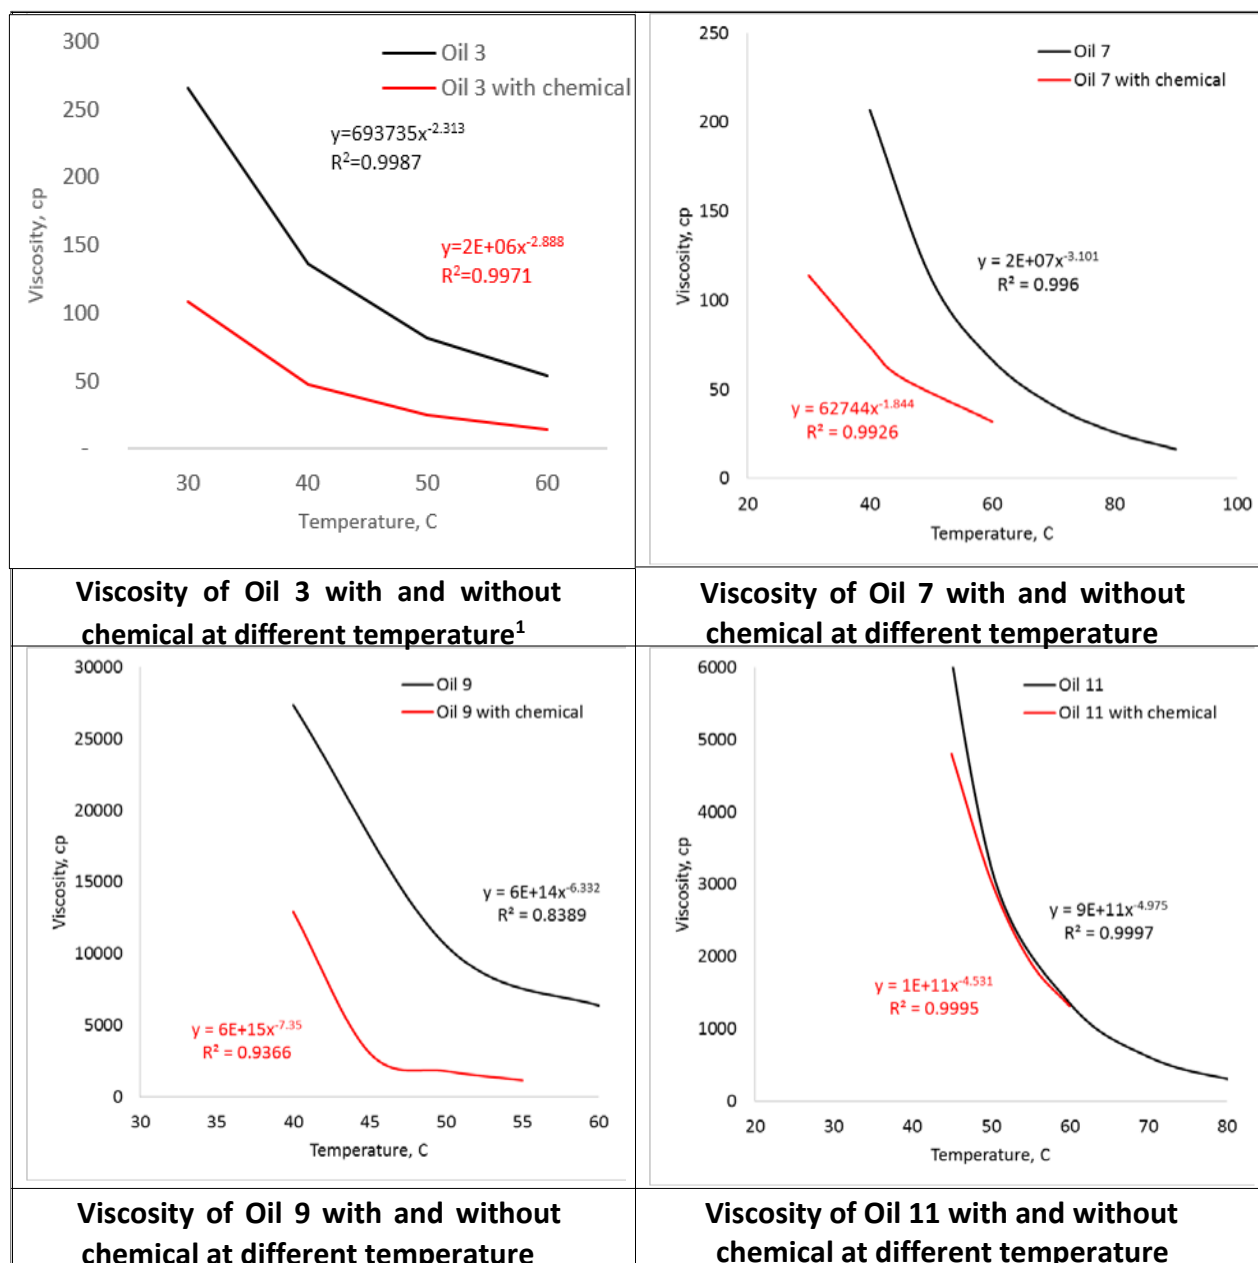 300
250
200
150
100
50
-
Viscosity, cp
Oil 3
Oil 3 with chemical
y=693735x^-2.313
R²=0.9987
y=2E+06x^-2.888
R²=0.9971
30 40 50 60
Temperature, C
Viscosity of Oil 3 with and without
chemical at different temperature¹
250
200
150
100
50
0
Viscosity, cp
Oil 7
Oil 7 with chemical
y = 2E+07x^-3.101
R² = 0.996
y = 62744x^-1.844
R² = 0.9926
20 40 60 80 100
Temperature, C
Viscosity of Oil 7 with and without
chemical at different temperature
30000
25000
20000
15000
10000
5000
0
Viscosity, cp
Oil 9
Oil 9 with chemical
y = 6E+14x^-6.332
R² = 0.8389
y = 6E+15x^-7.35
R² = 0.9366
30 35 40 45 50 55 60
Temperature, C
Viscosity of Oil 9 with and without
chemical at different temperature
6000
5000
4000
3000
2000
1000
0
Viscosity, cp
Oil 11
Oil 11 with chemical
y = 9E+11x^-4.975
R² = 0.9997
y = 1E+11x^-4.531
R² = 0.9995
20 30 40 50 60 70 80
Temperature, C
Viscosity of Oil 11 with and without
chemical at different temperature